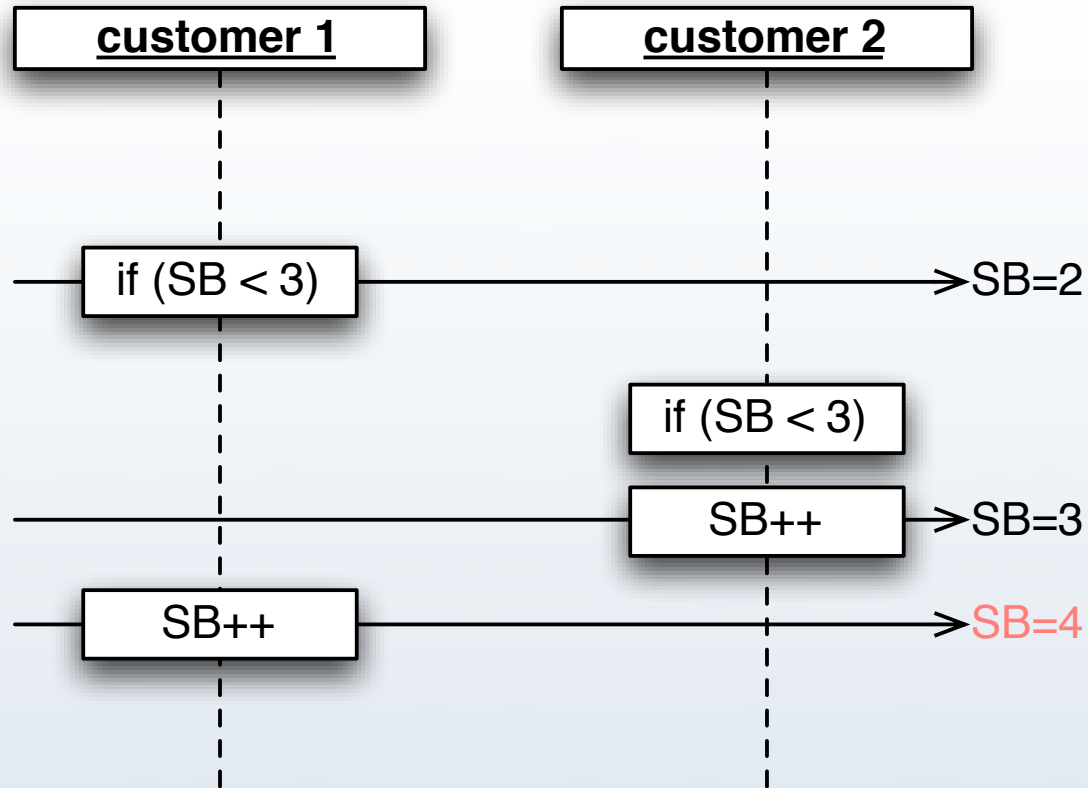 customer 1
customer 2
if (SB < 3)
SB=2
if (SB < 3)
SB++
SB=3
SB++
SB=4